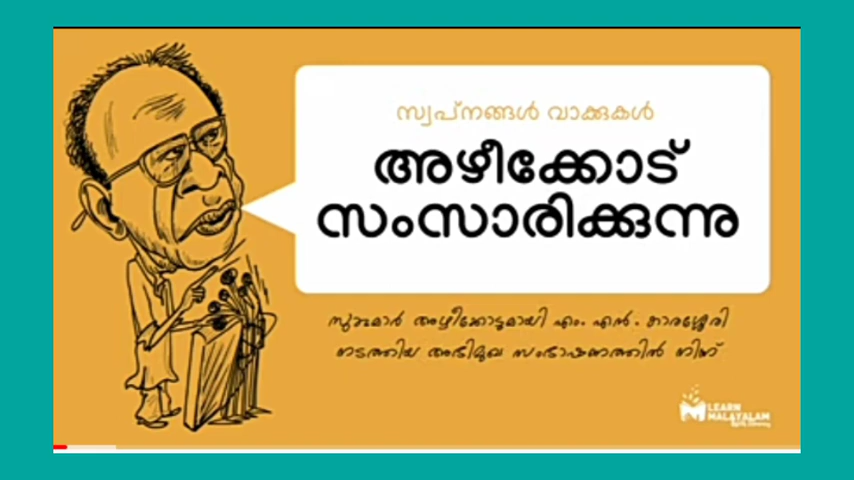 സ്വപ്നങ്ങൾ വാക്കുകൾ
അഴീക്കോട്
സംസാരിക്കുന്നു
സുകുമാർ അഴീക്കോടുമായി എം. എൻ. കാരശ്ശേരി
നടത്തിയ അഭിമുഖ സംഭാഷണത്തിൽ നിന്ന്
LEARN
MALAYALAM